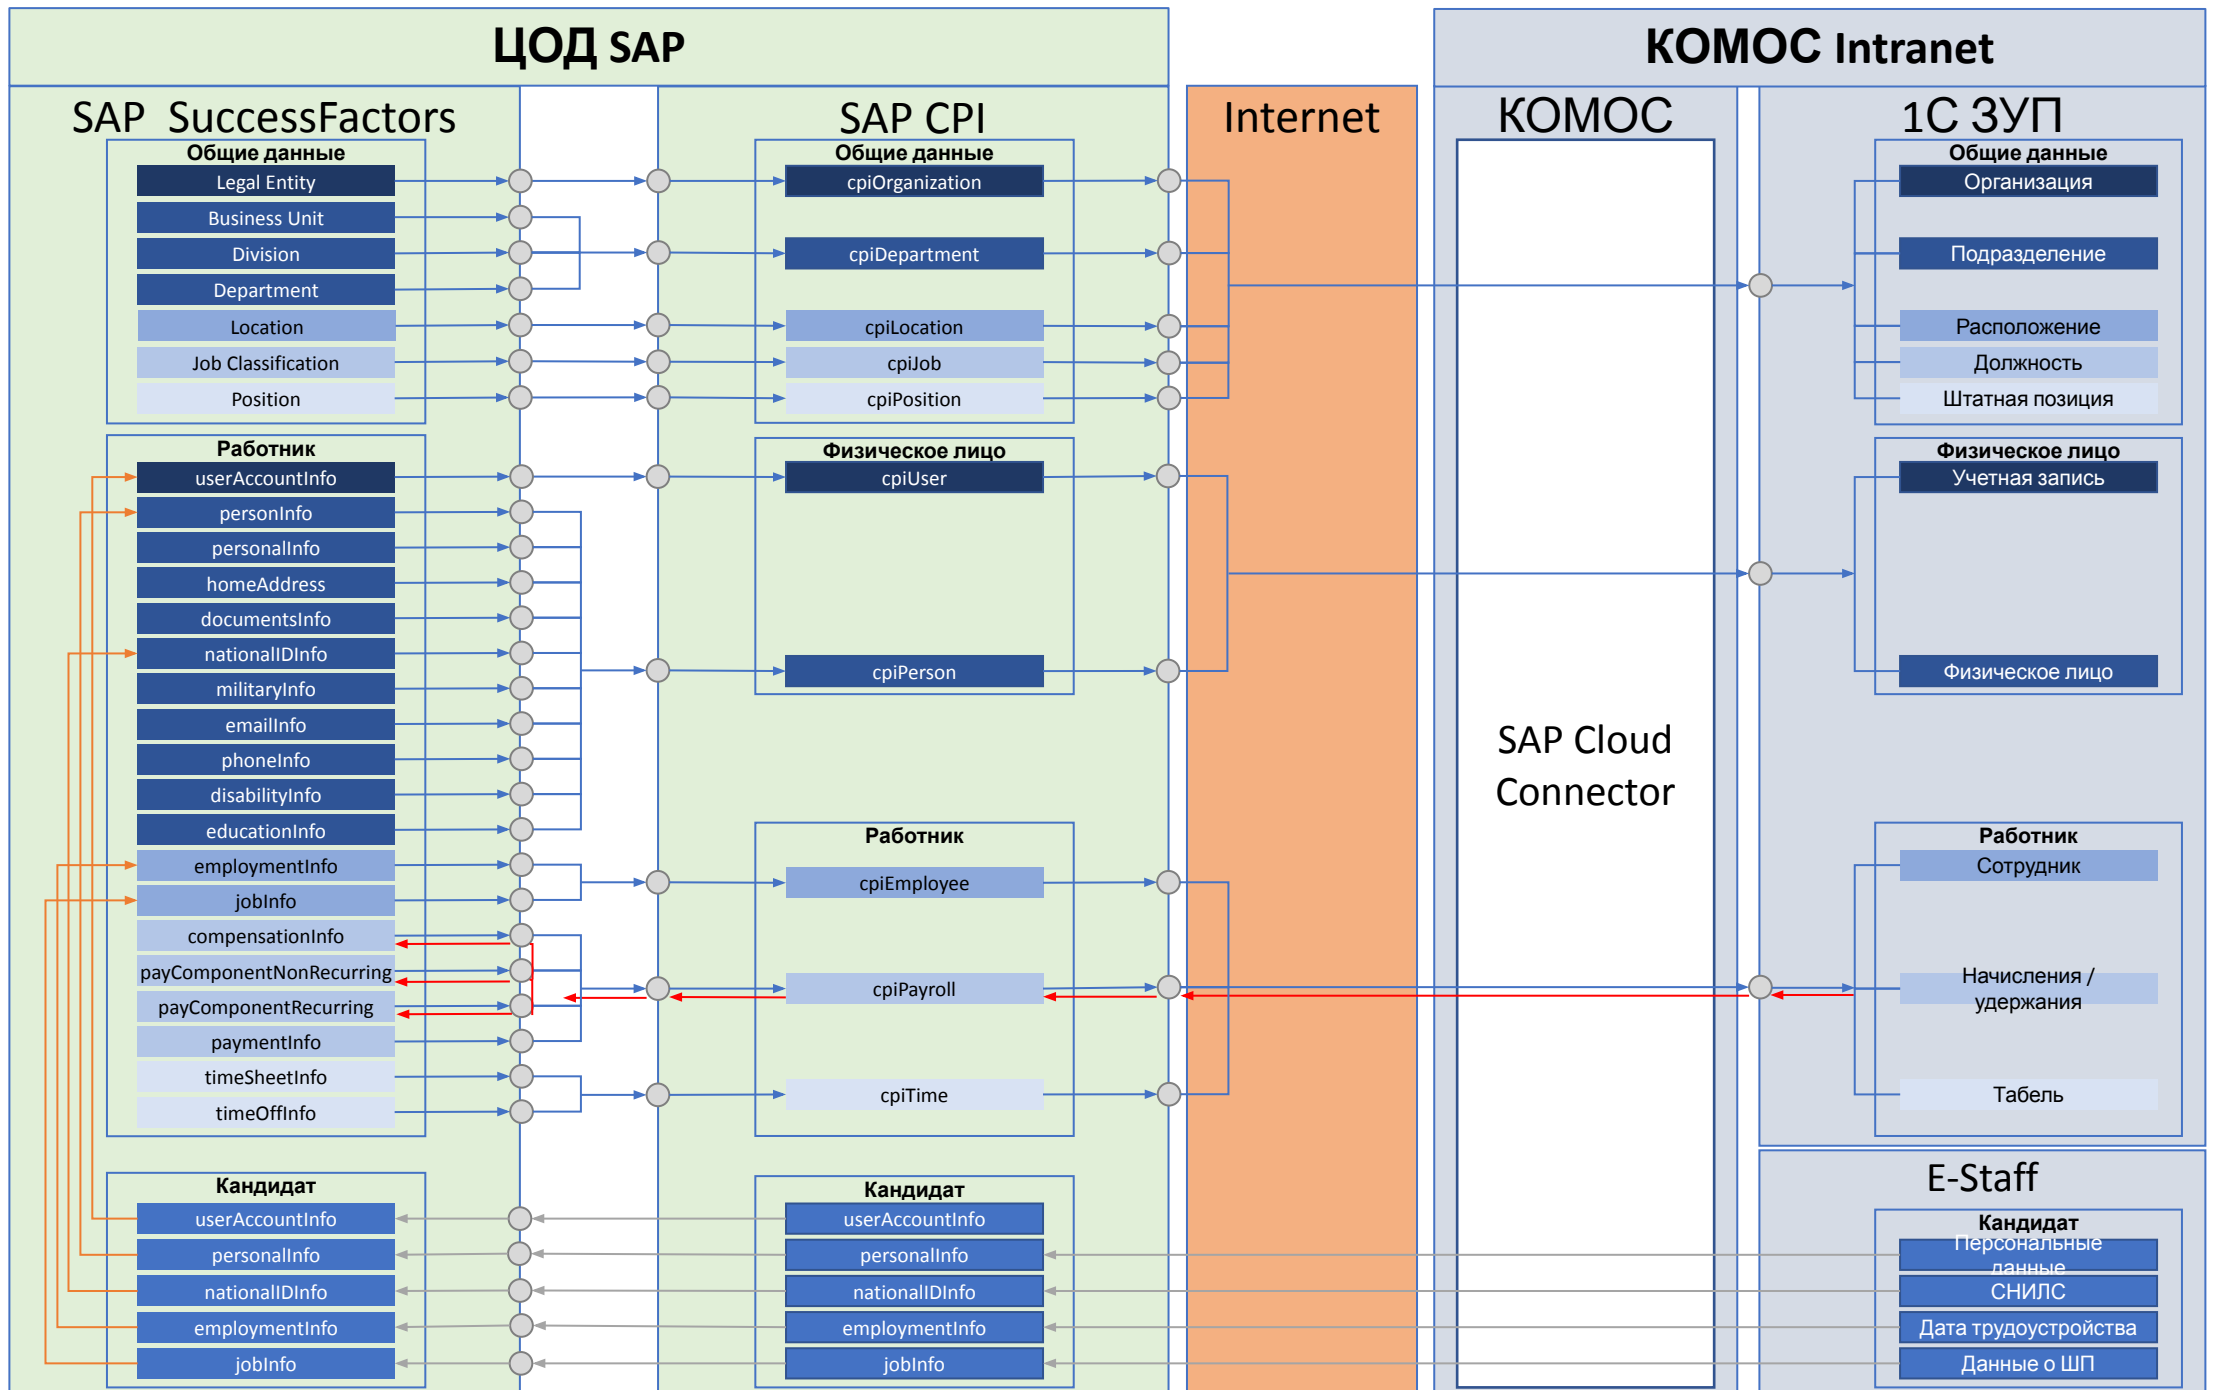 ЦОД SAP
КОМОС Intranet
SAP SuccessFactors
SAP CPI
Internet
КОМОС
1С ЗУП
Общие данные
Legal Entity
Business Unit
Division
Department
Location
Job Classification
Position
Работник
userAccountInfo
personInfo
personalInfo
homeAddress
documentsInfo
nationalIDInfo
militaryInfo
emailInfo
phoneInfo
disabilityInfo
educationInfo
employmentInfo
jobInfo
compensationInfo
payComponentNonRecurring
payComponentRecurring
paymentInfo
timeSheetInfo
timeOffInfo
Кандидат
userAccountInfo
personalInfo
nationalIDInfo
employmentInfo
jobInfo
Общие данные
cpiOrganization
cpiDepartment
cpiLocation
cpiJob
cpiPosition
Физическое лицо
cpiUser
cpiPerson
Работник
cpiEmployee
cpiPayroll
cpiTime
Кандидат
userAccountInfo
personalInfo
nationalIDInfo
employmentInfo
jobInfo
SAP Cloud
Connector
Общие данные
Организация
Подразделение
Расположение
Должность
Штатная позиция
Физическое лицо
Учетная запись
Физическое лицо
Работник
Сотрудник
Начисления /
удержания
Табель
E-Staff
Кандидат
Персональные
данные
СНИЛС
Дата трудоустройства
Данные о ШП